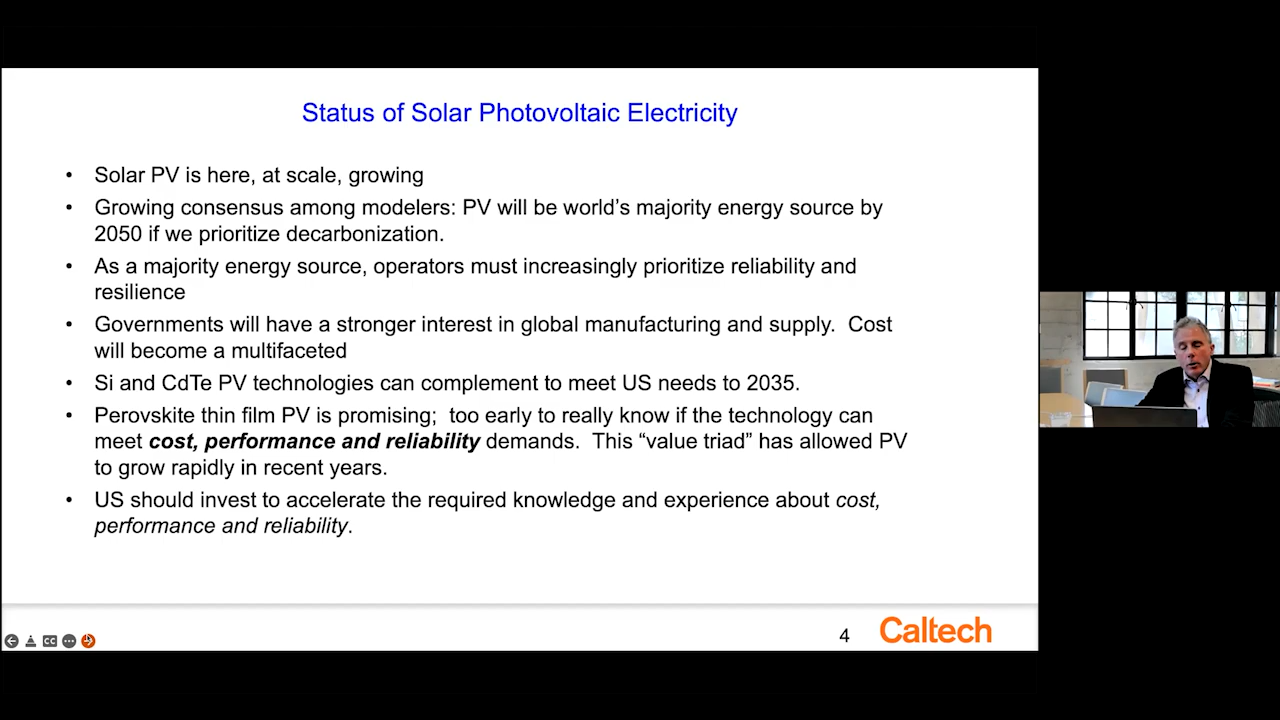 Status of Solar Photovoltaic Electricity
• Solar PV is here, at scale, growing
• Growing consensus among modelers: PV will be world’s majority energy source by
2050 if we prioritize decarbonization.
• As a majority energy source, operators must increasingly prioritize reliability and
resilience
• Governments will have a stronger interest in global manufacturing and supply.  Cost
will become a multifaceted
• Si and CdTe PV technologies can complement to meet US needs to 2035.
• Perovskite thin film PV is promising;  too early to really know if the technology can
meet cost, performance and reliability demands.  This “value triad” has allowed PV
to grow rapidly in recent years.
• US should invest to accelerate the required knowledge and experience about cost,
performance and reliability.
CC
4
Caltech